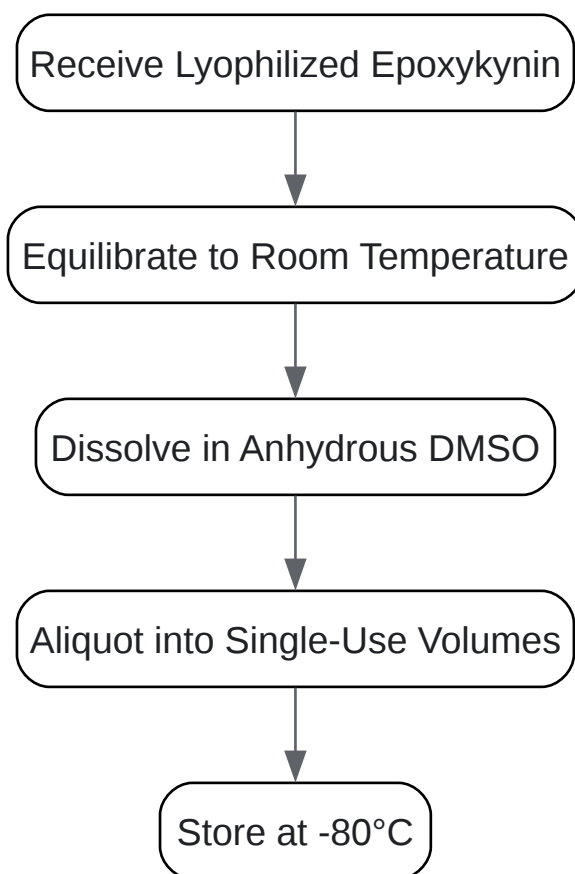 Receive Lyophilized Epoxykynin
Equilibrate to Room Temperature
Dissolve in Anhydrous DMSO
Aliquot into Single-Use Volumes
Store at -80°C